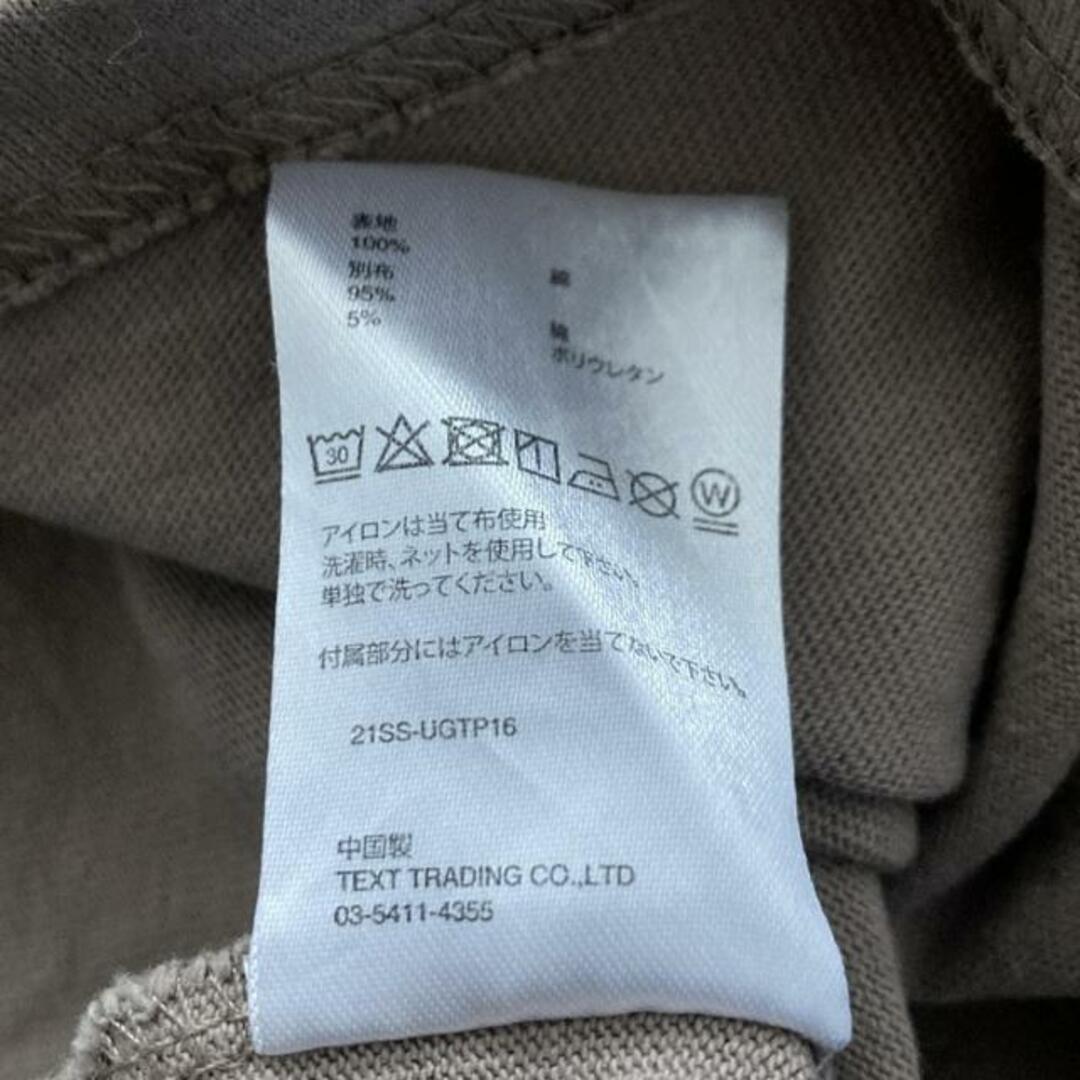 表地
100% 綿
別布
95% 綿
5% ポリウレタン
30
W
アイロンは当て布使用
洗濯時、ネットを使用して下さい。
単独で洗ってください。
付属部分にはアイロンを当てないで下さい。
21SS-UGTP16
中国製
TEXT TRADING CO.,LTD
03-5411-4355